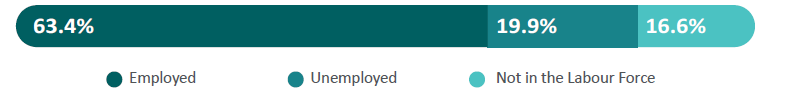 63.4% 19.9% 16.6%
Employed Unemployed Not in the Labour Force